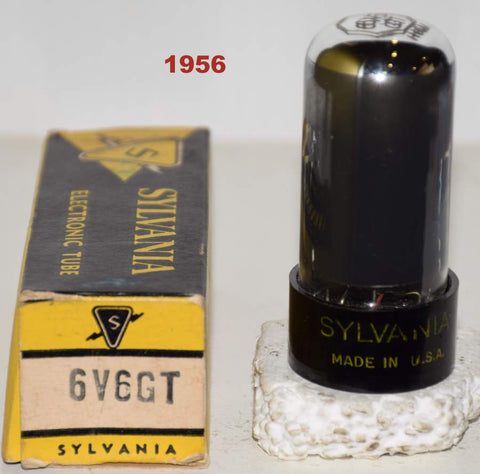 1956
S
SYLVANIA
ELECTRONIC TUBE
S
6V6GT
SYLVANIA
SYLVANIA
MADE IN U.S.A.